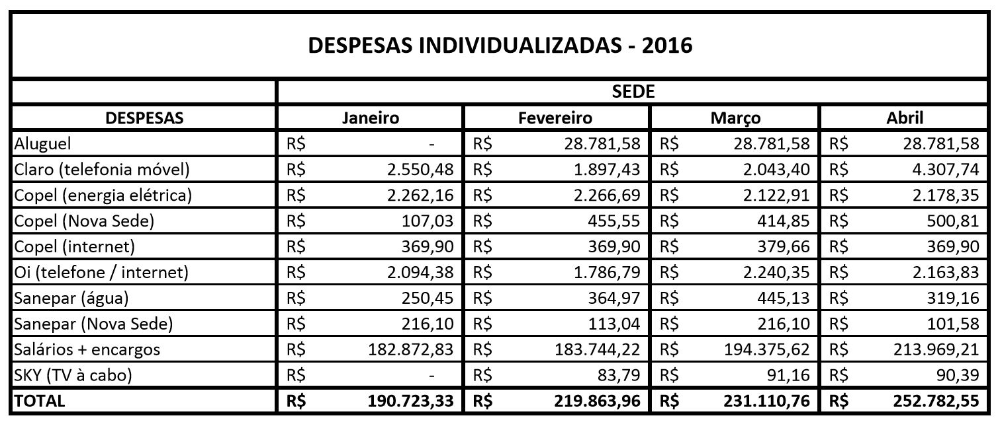 DESPESAS INDIVIDUALIZADAS - 2016
SEDE
DESPESAS Janeiro Fevereiro Março Abril
Aluguel R$ - R$ 28.781,58 R$ 28.781,58 R$ 28.781,58
Claro (telefonia móvel) R$ 2.550,48 R$ 1.897,43 R$ 2.043,40 R$ 4.307,74
Copel (energia elétrica) R$ 2.262,16 R$ 2.266,69 R$ 2.122,91 R$ 2.178,35
Copel (Nova Sede) R$ 107,03 R$ 455,55 R$ 414,85 R$ 500,81
Copel (internet) R$ 369,90 R$ 369,90 R$ 379,66 R$ 369,90
Oi (telefone / internet) R$ 2.094,38 R$ 1.786,79 R$ 2.240,35 R$ 2.163,83
Sanepar (água) R$ 250,45 R$ 364,97 R$ 445,13 R$ 319,16
Sanepar (Nova Sede) R$ 216,10 R$ 113,04 R$ 216,10 R$ 101,58
Salários + encargos R$ 182.872,83 R$ 183.744,22 R$ 194.375,62 R$ 213.969,21
SKY (TV à cabo) R$ - R$ 83,79 R$ 91,16 R$ 90,39
TOTAL R$ 190.723,33 R$ 219.863,96 R$ 231.110,76 R$ 252.782,55